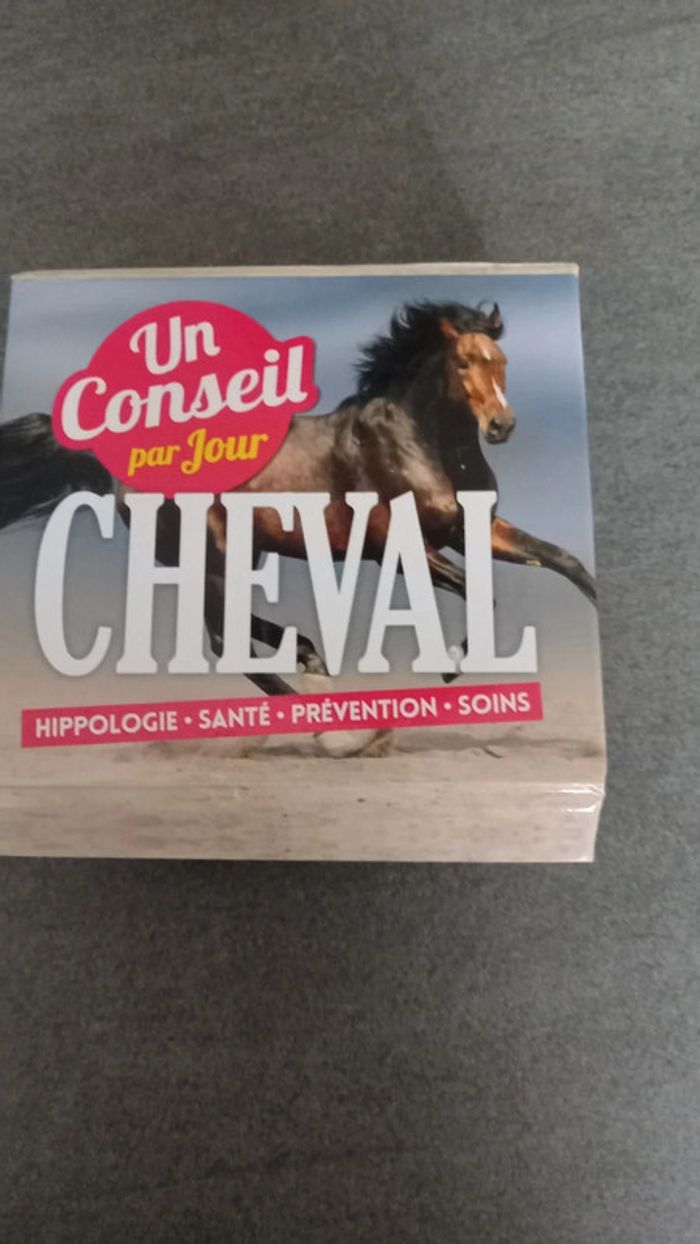 Un
Conseil
par Jour
CHEVAL
HIPPOLOGIE • SANTÉ • PRÉVENTION • SOINS